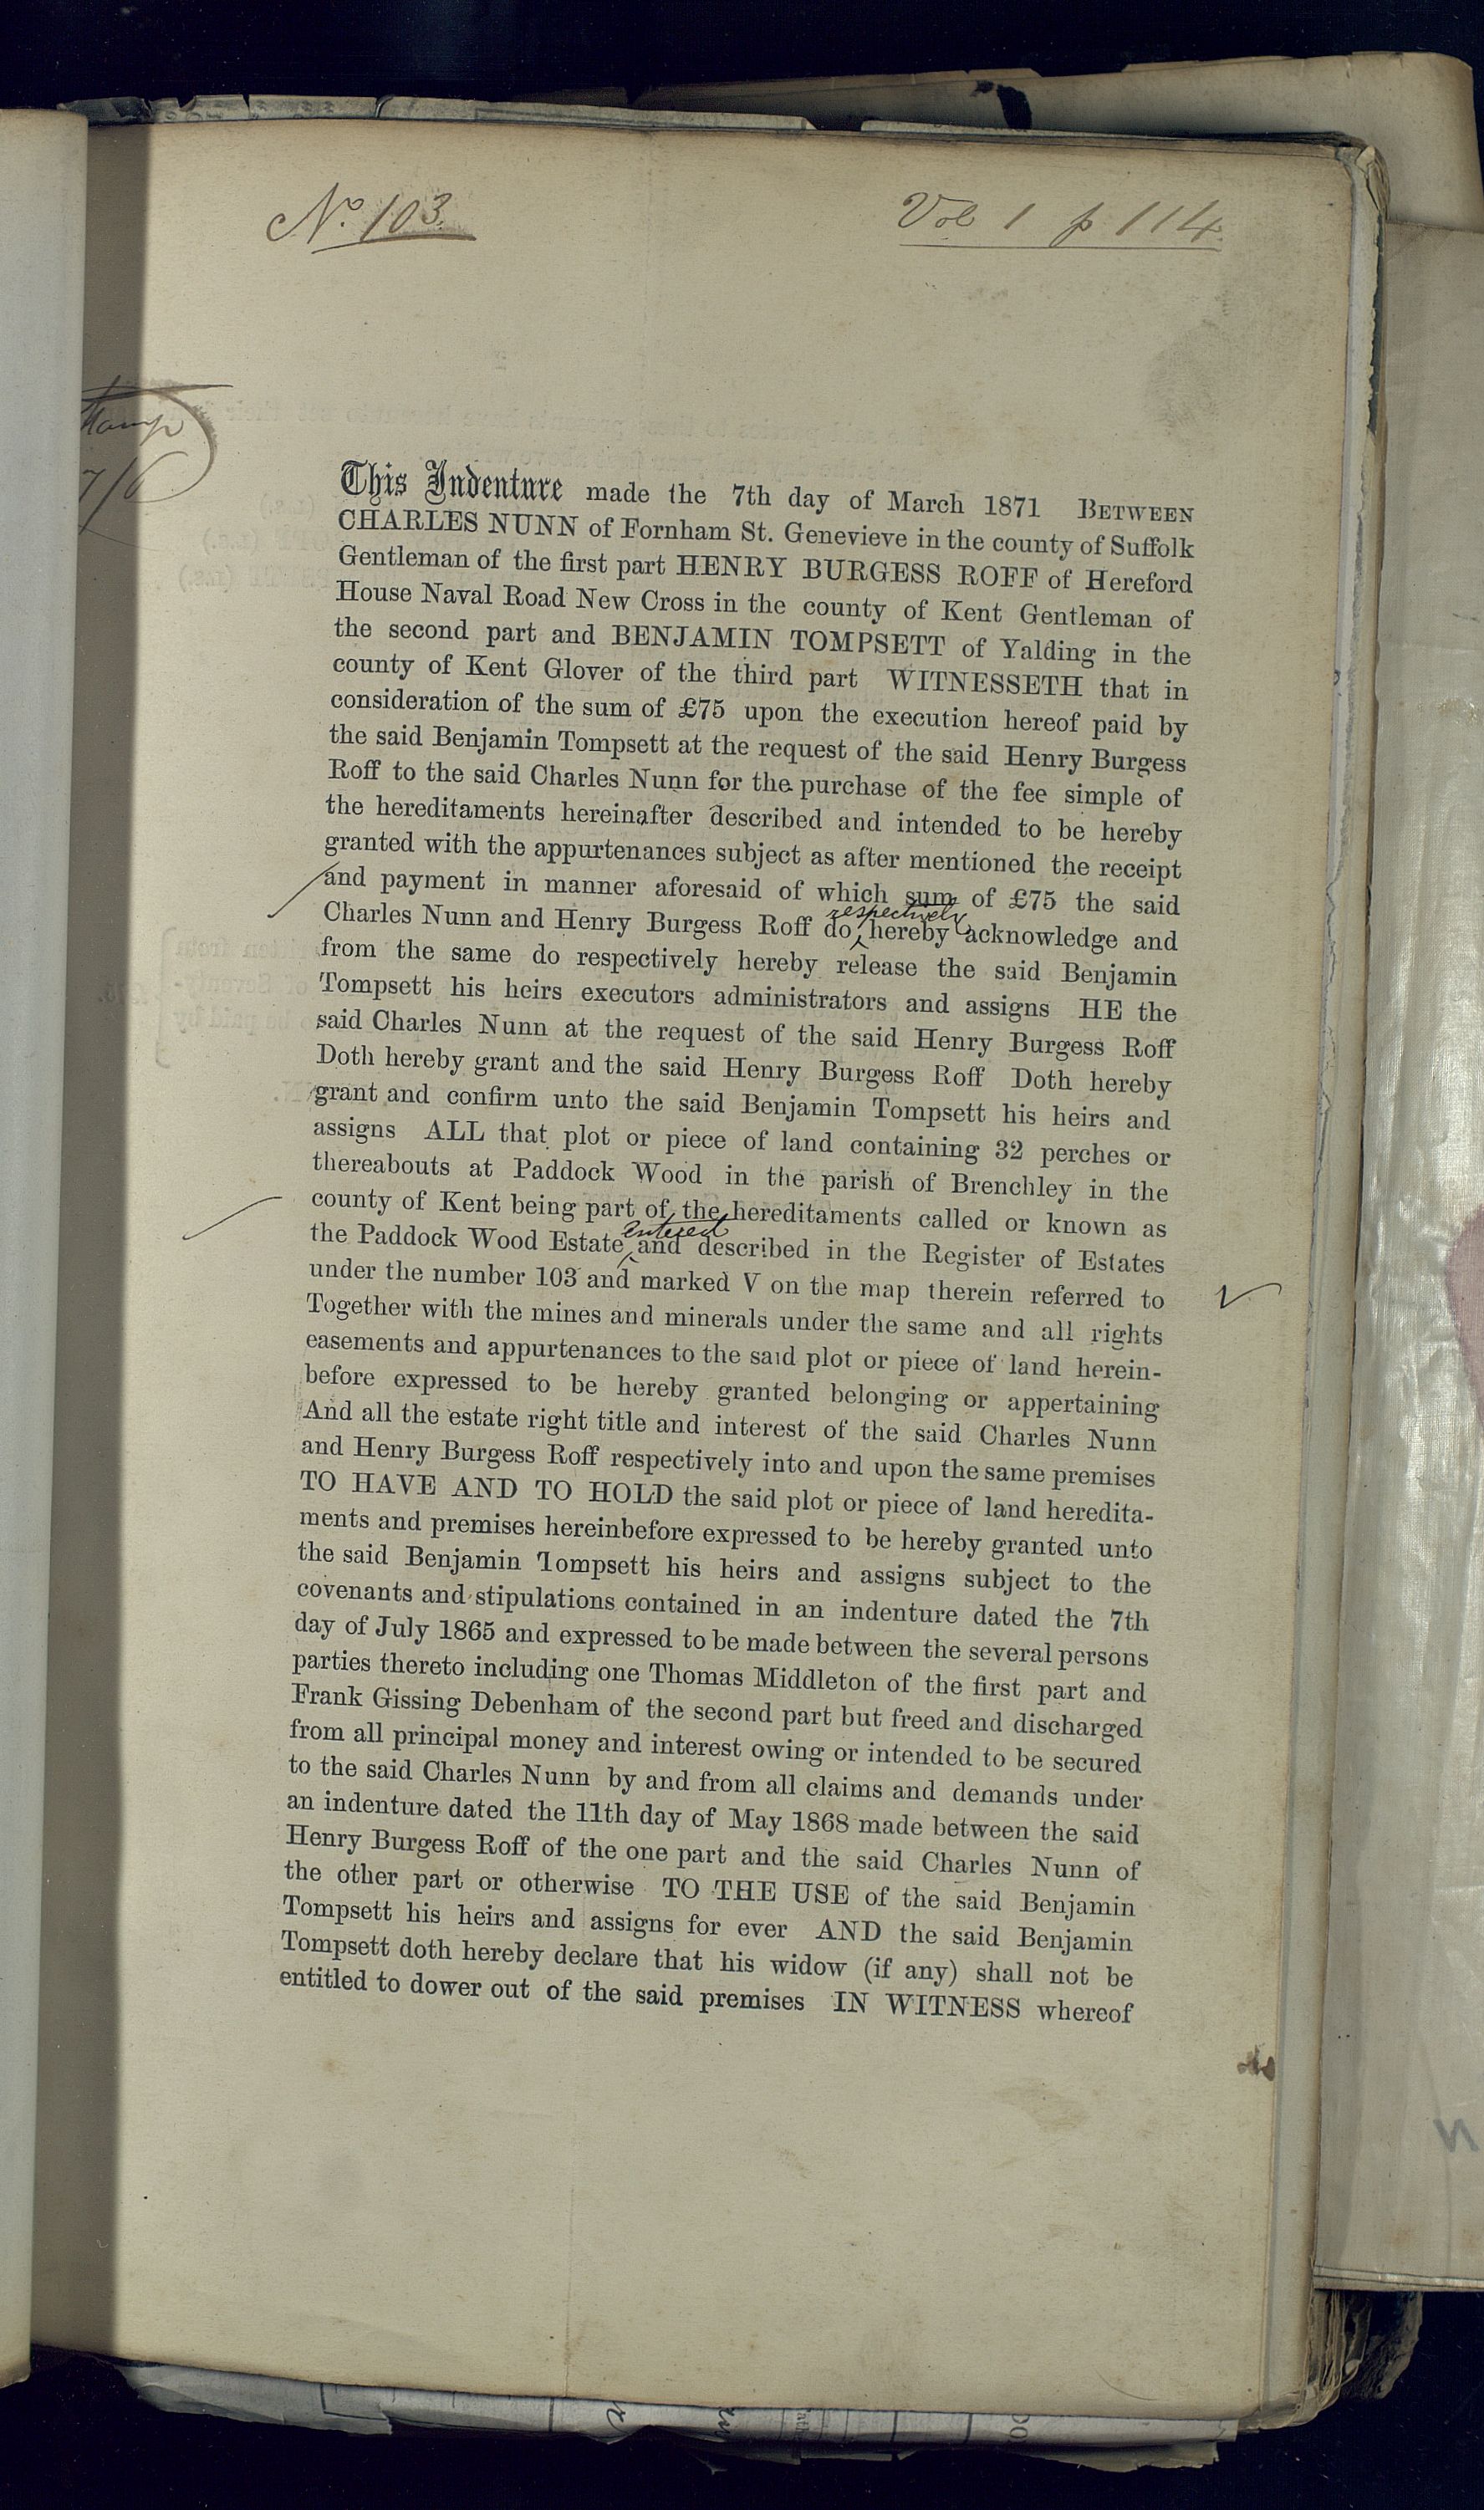 No. 103.
Vol 1 p 114.
Stamp
7/6
This Indenture made the 7th day of March 1871 BETWEEN
CHARLES NUNN of Fornham St. Genevieve in the county of Suffolk
Gentleman of the first part HENRY BURGESS ROFF of Hereford
House Naval Road New Cross in the county of Kent Gentleman of
the second part and BENJAMIN TOMPSETT of Yalding in the
county of Kent Glover of the third part WITNESSETH that in
consideration of the sum of £75 upon the execution hereof paid by
the said Benjamin Tompsett at the request of the said Henry Burgess
Roff to the said Charles Nunn for the purchase of the fee simple of
the hereditaments hereinafter described and intended to be hereby
granted with the appurtenances subject as after mentioned the receipt
and payment in manner aforesaid of which sum of £75 the said
respectively
Charles Nunn and Henry Burgess Roff do hereby acknowledge and
from the same do respectively hereby release the said Benjamin
Tompsett his heirs executors administrators and assigns HE the
said Charles Nunn at the request of the said Henry Burgess Roff
Doth hereby grant and the said Henry Burgess Roff Doth hereby
grant and confirm unto the said Benjamin Tompsett his heirs and
assigns ALL that plot or piece of land containing 32 perches or
thereabouts at Paddock Wood in the parish of Brenchley in the
county of Kent being part of the hereditaments called or known as
entered
the Paddock Wood Estate and described in the Register of Estates
under the number 103 and marked V on the map therein referred to
Together with the mines and minerals under the same and all rights
easements and appurtenances to the said plot or piece of land herein-
before expressed to be hereby granted belonging or appertaining
And all the estate right title and interest of the said Charles Nunn
and Henry Burgess Roff respectively into and upon the same premises
TO HAVE AND TO HOLD the said plot or piece of land heredita-
ments and premises hereinbefore expressed to be hereby granted unto
the said Benjamin Tompsett his heirs and assigns subject to the
covenants and stipulations contained in an indenture dated the 7th
day of July 1865 and expressed to be made between the several persons
parties thereto including one Thomas Middleton of the first part and
Frank Gissing Debenham of the second part but freed and discharged
from all principal money and interest owing or intended to be secured
to the said Charles Nunn by and from all claims and demands under
an indenture dated the 11th day of May 1868 made between the said
Henry Burgess Roff of the one part and the said Charles Nunn of
the other part or otherwise TO THE USE of the said Benjamin
Tompsett his heirs and assigns for ever AND the said Benjamin
Tompsett doth hereby declare that his widow (if any) shall not be
entitled to dower out of the said premises IN WITNESS whereof